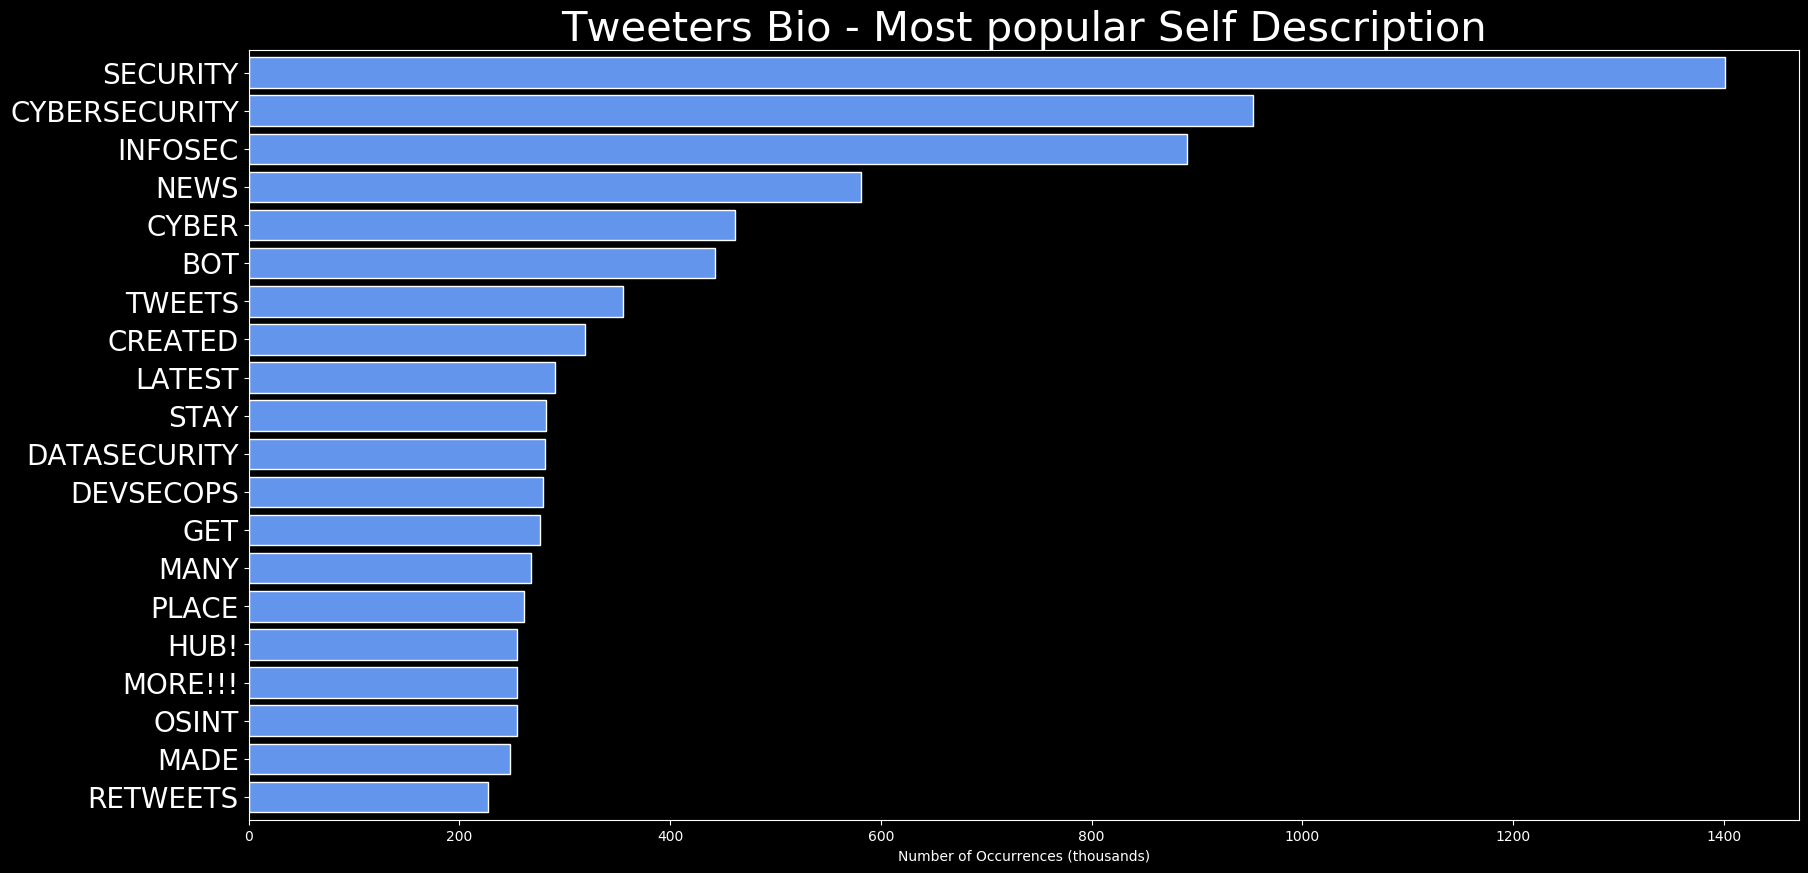 Tweeters Bio - Most popular Self Description
SECURITY
CYBERSECURITY
INFOSEC
NEWS
CYBER
BOT
TWEETS
CREATED
LATEST
STAY
DATASECURITY
DEVSECOPS
GET
MANY
PLACE
HUB!
MORE!!!
OSINT
MADE
RETWEETS
0 200 400 600 800 1000 1200 1400
Number of Occurrences (thousands)